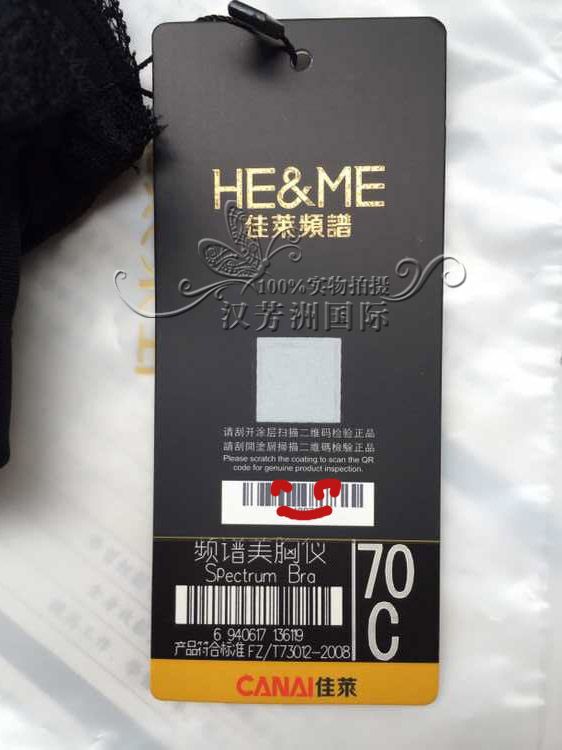 HE&ME
佳莱頻譜
100%实物拍摄
汉芳洲国际
请刮开涂层扫描二维码检验正品
請刮開塗層掃描二維碼檢驗正品
Please scratch the coating to scan the QR
code for genuine product inspection.
频谱美胸仪
Spectrum Bra
70
C
6 940617 136119
产品符合标准FZ/T73012-2008
CANAI佳莱